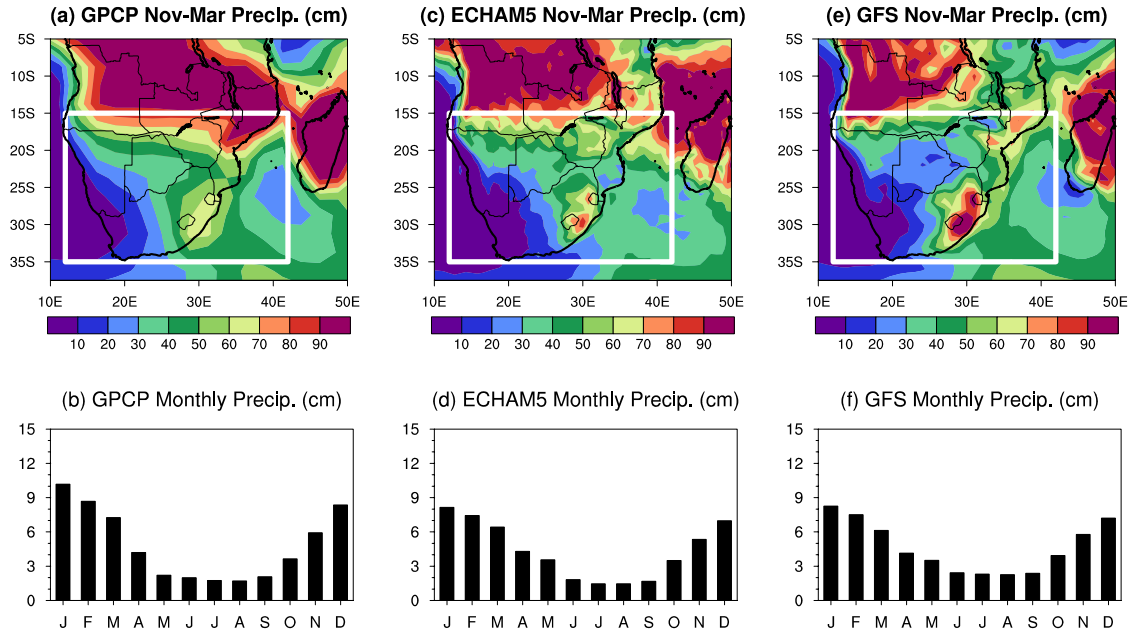 (a) GPCP Nov-Mar Precip. (cm)
5S
10S
15S
20S
25S
30S
35S
10E 20E 30E 40E 50E
10 20 30 40 50 60 70 80 90
(c) ECHAM5 Nov-Mar Precip. (cm)
5S
10S
15S
20S
25S
30S
35S
10E 20E 30E 40E 50E
10 20 30 40 50 60 70 80 90
(e) GFS Nov-Mar Precip. (cm)
5S
10S
15S
20S
25S
30S
35S
10E 20E 30E 40E 50E
10 20 30 40 50 60 70 80 90
(b) GPCP Monthly Precip. (cm)
15
12
9
6
3
0
J F M A M J J A S O N D
(d) ECHAM5 Monthly Precip. (cm)
15
12
9
6
3
0
J F M A M J J A S O N D
(f) GFS Monthly Precip. (cm)
15
12
9
6
3
0
J F M A M J J A S O N D